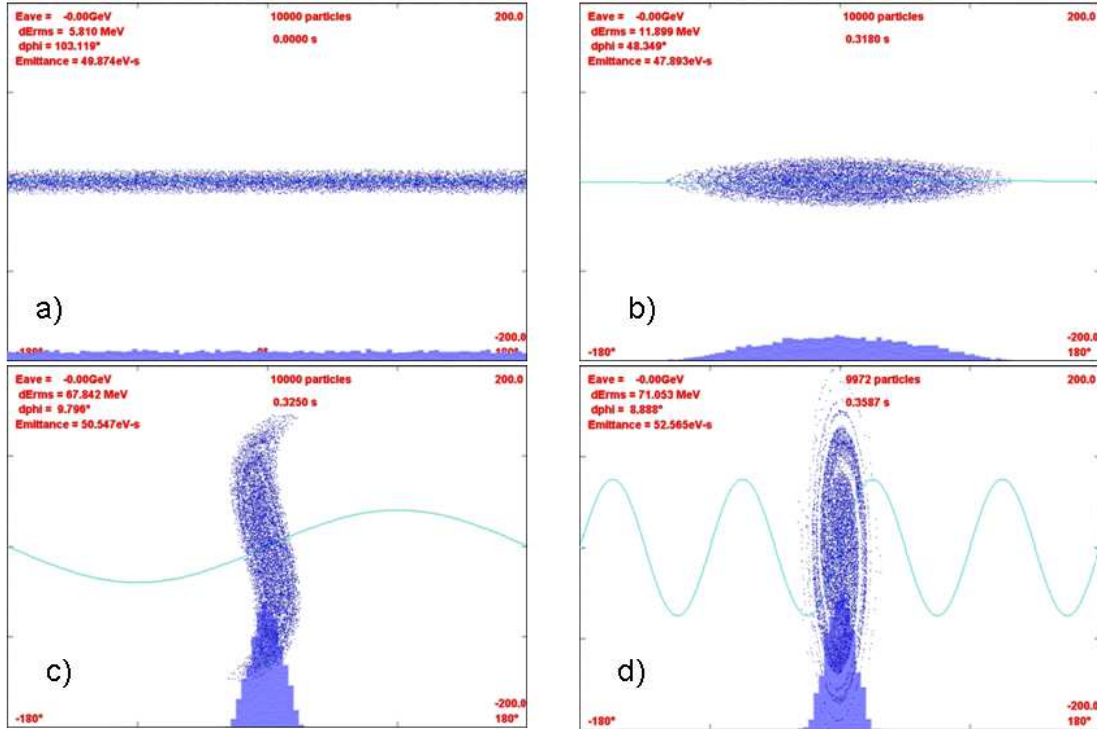 Eave = -0.00GeV 10000 particles 200.0
dErms = 5.810 MeV 0.0000 s
dphi = 103.119°
Emittance = 49.874eV-s
a)
-200.0
-180° 0° 180°
Eave = -0.00GeV 10000 particles 200.0
dErms = 11.899 MeV 0.3180 s
dphi = 48.349°
Emittance = 47.893eV-s
b)
-200.0
-180° 180°
Eave = -0.00GeV 10000 particles 200.0
dErms = 67.842 MeV 0.3250 s
dphi = 9.796°
Emittance = 50.547eV-s
c)
-200.0
-180° 180°
Eave = -0.00GeV 9972 particles 200.0
dErms = 71.053 MeV 0.3587 s
dphi = 8.888°
Emittance = 52.565eV-s
d)
-200.0
-180° 180°